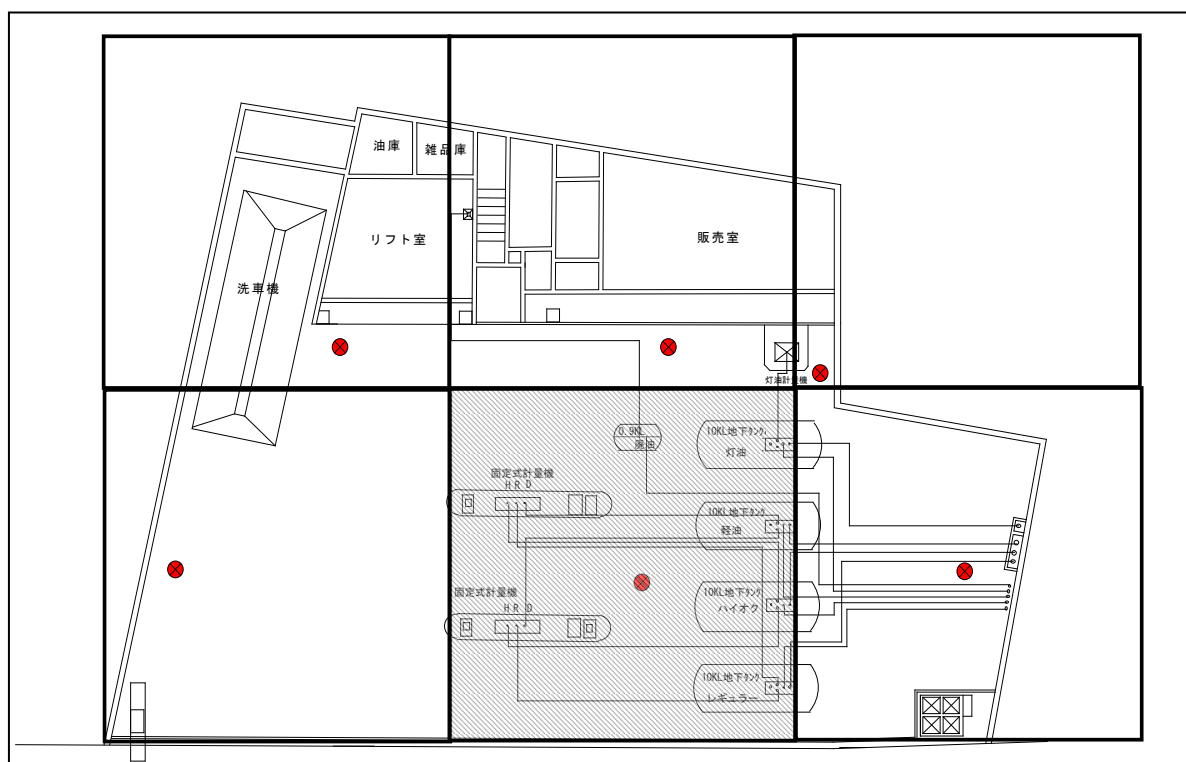 油庫
雑品庫
リフト室
販売室
洗車機
灯油計量機
0.9KL
廃油
10KL地下タンク
灯油
固定式計量機
H R D
10KL地下タンク
軽油
固定式計量機
H R D
10KL地下タンク
ハイオク
10KL地下タンク
レギュラー